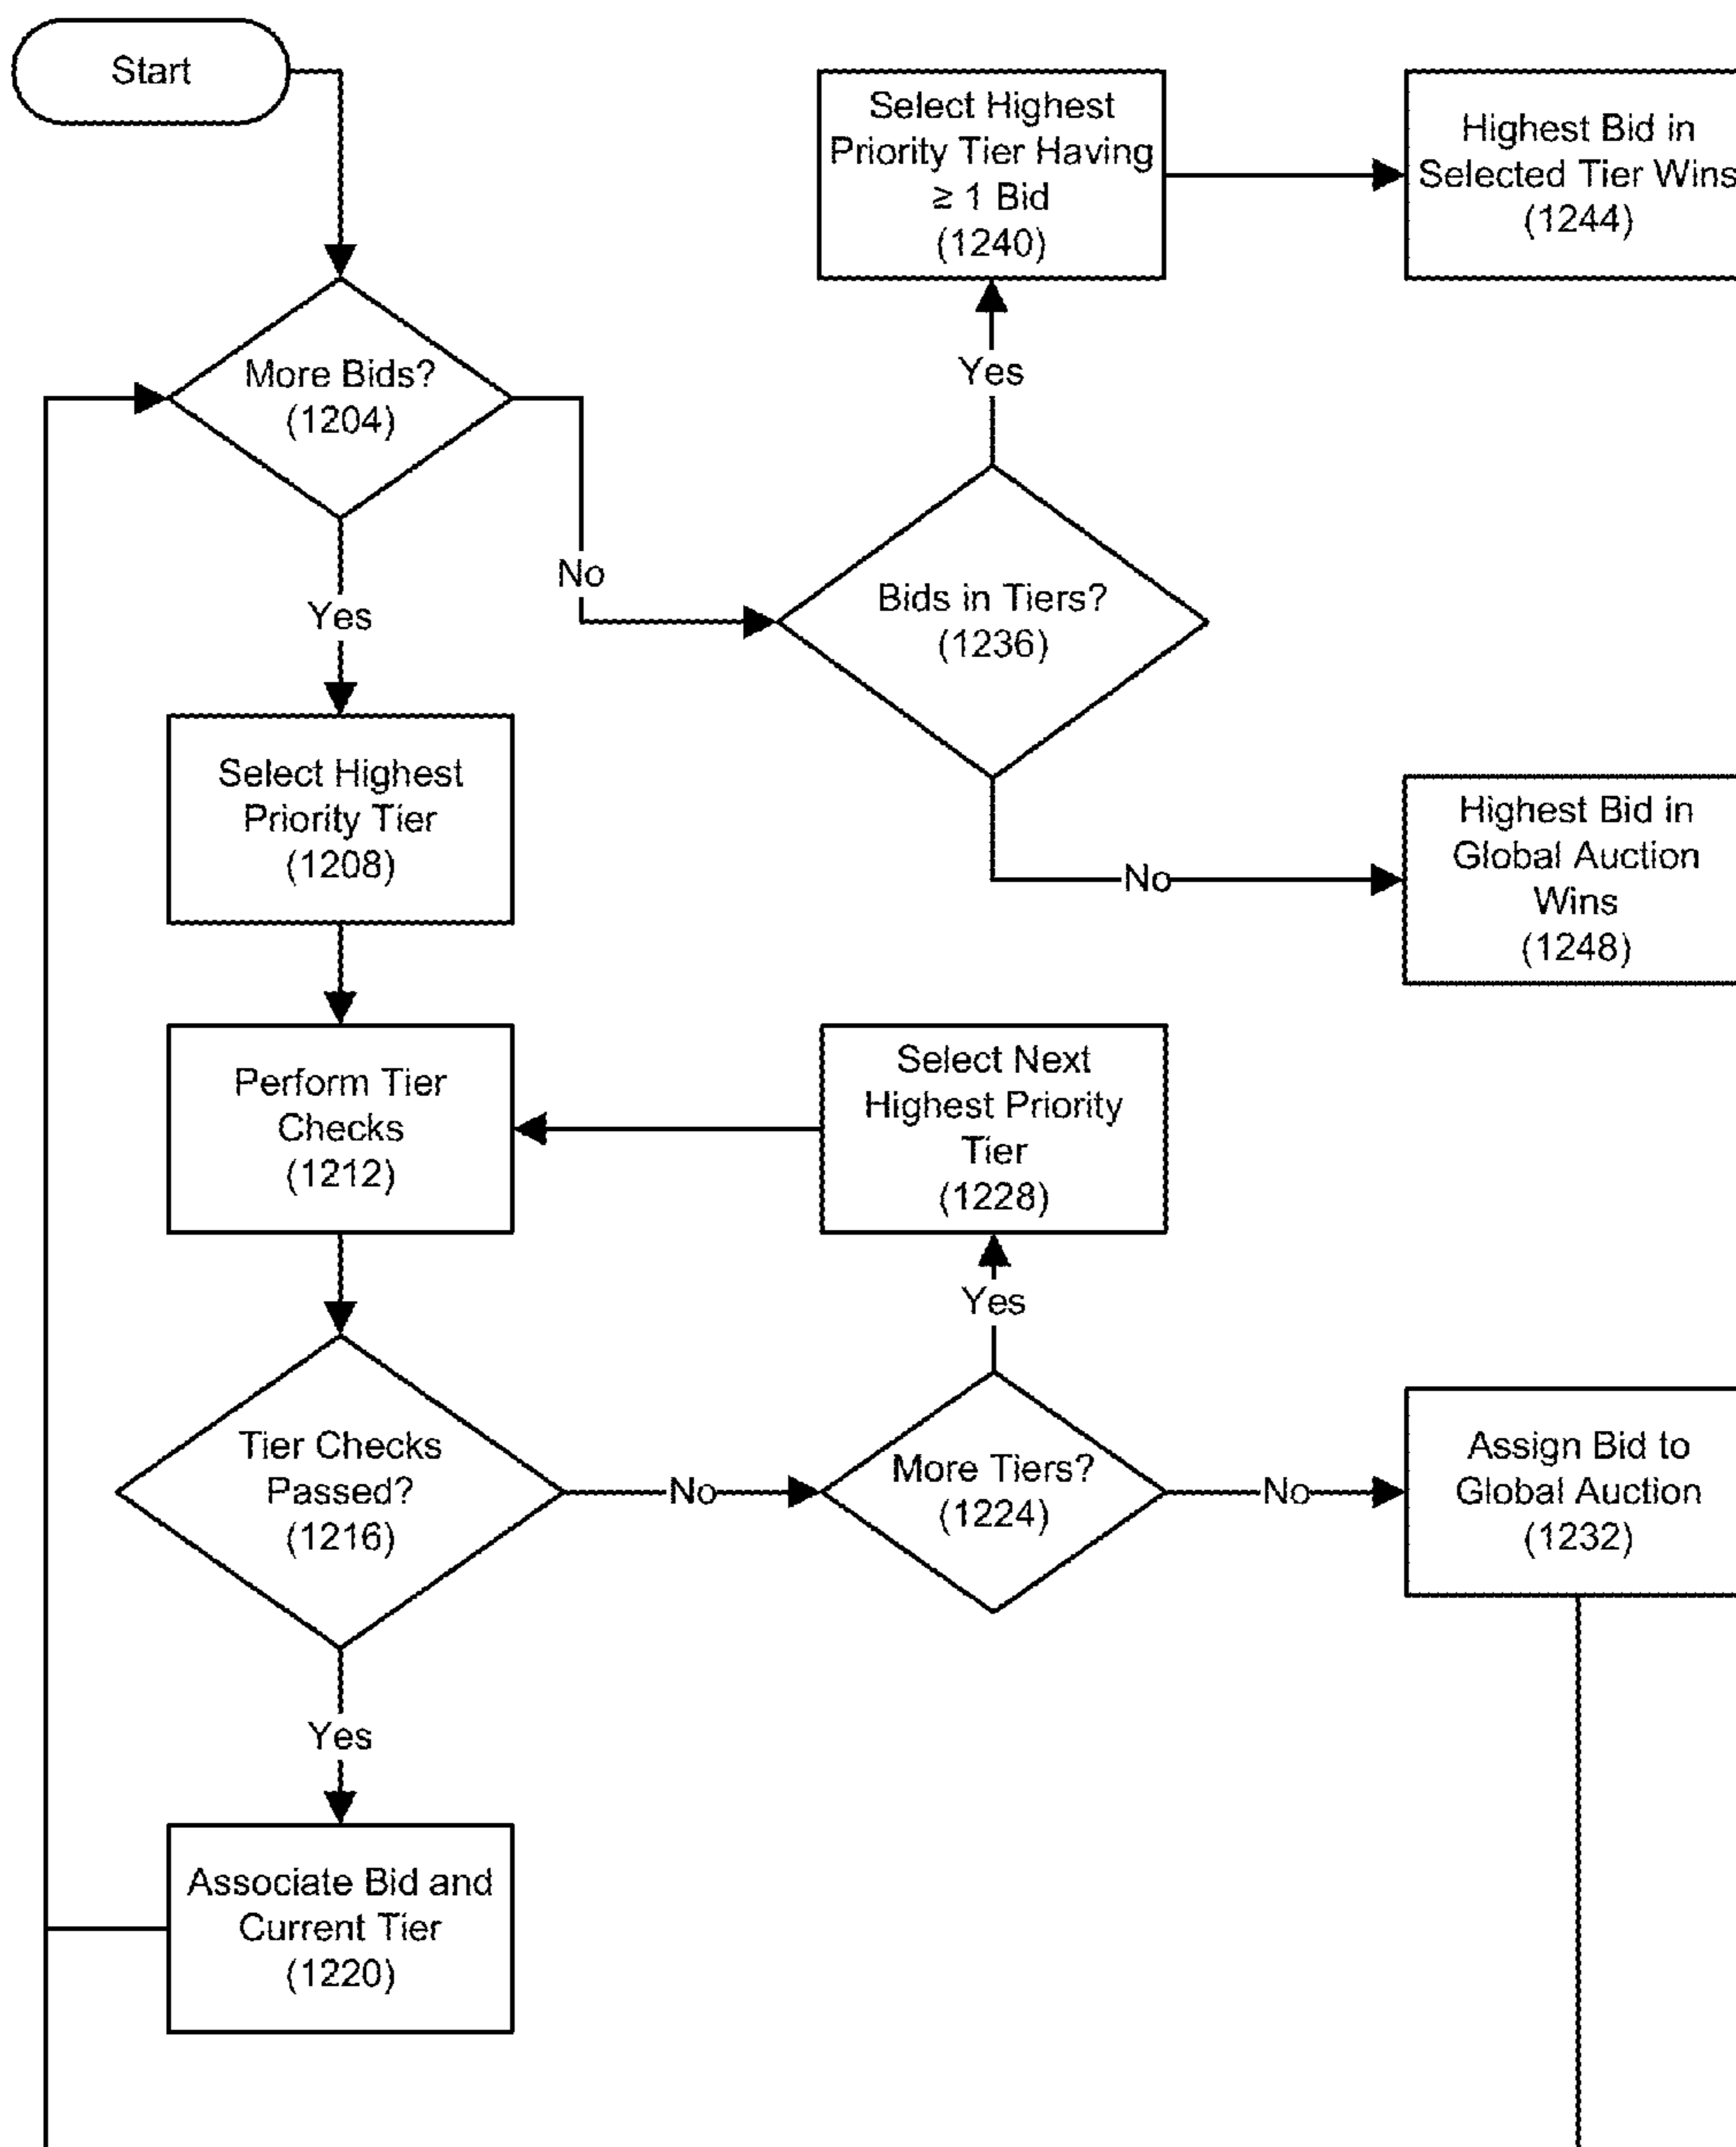 Start
More Bids?
(1204)
Yes
No
Select Highest
Priority Tier
(1208)
Perform Tier
Checks
(1212)
Tier Checks
Passed?
(1216)
Yes
Associate Bid and
Current Tier
(1220)
No
More Tiers?
(1224)
Yes
Select Next
Highest Priority
Tier
(1228)
No
Assign Bid to
Global Auction
(1232)
Bids in Tiers?
(1236)
Yes
Select Highest
Priority Tier Having
≥ 1 Bid
(1240)
Highest Bid in
Selected Tier Wins
(1244)
No
Highest Bid in
Global Auction
Wins
(1248)